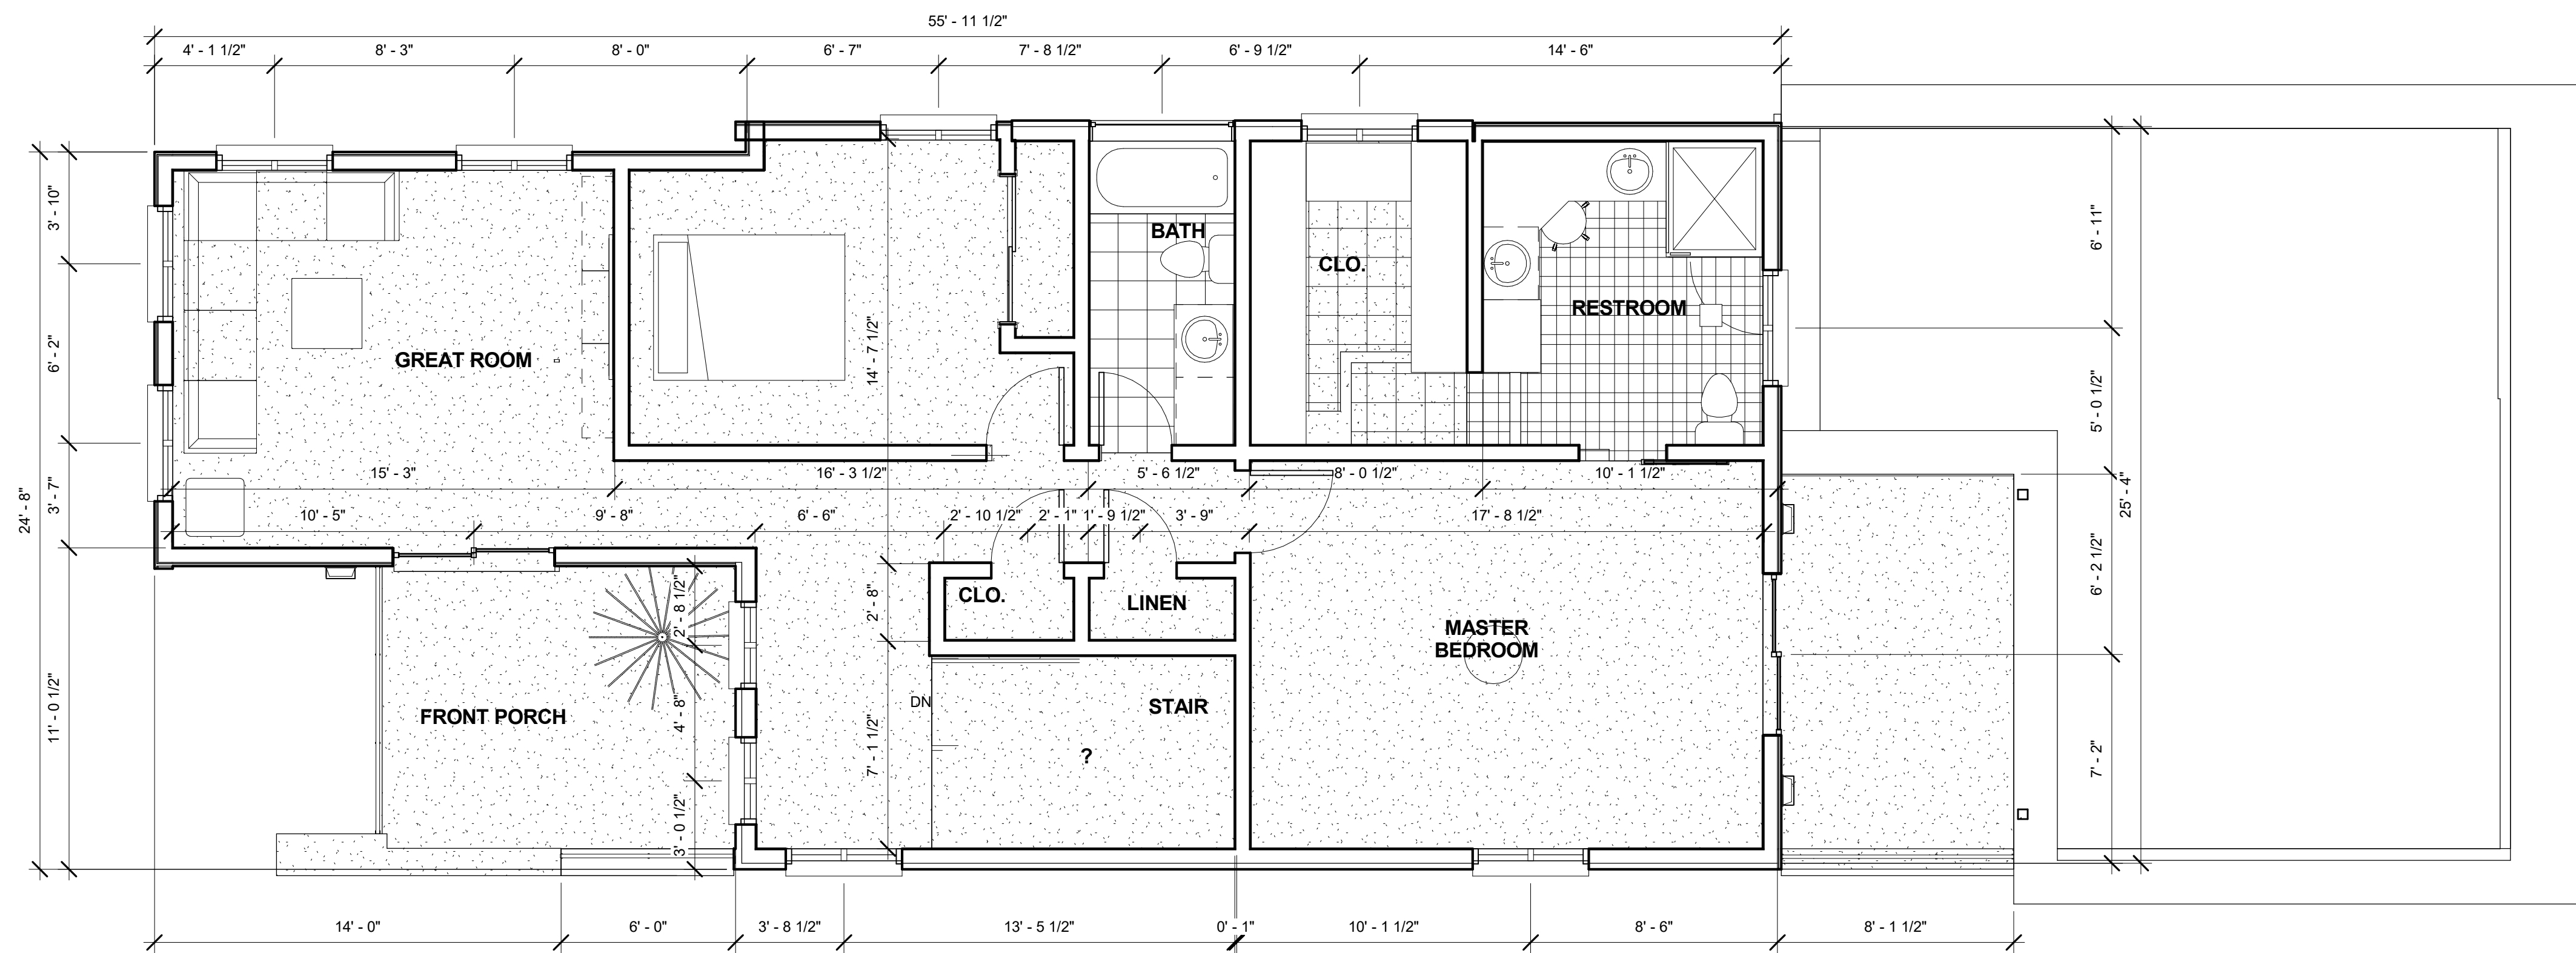 55' - 11 1/2"
4' - 1 1/2"
8' - 3"
8' - 0"
6' - 7"
7' - 8 1/2"
6' - 9 1/2"
14' - 6"
24' - 8"
3' - 10"
6' - 2"
3' - 7"
11' - 0 1/2"
GREAT ROOM
14' - 7 1/2"
BATH
CLO.
RESTROOM
6' - 11"
5' - 0 1/2"
25' - 4"
6' - 2 1/2"
7' - 2"
15' - 3"
16' - 3 1/2"
5' - 6 1/2"
8' - 0 1/2"
10' - 1 1/2"
10' - 5"
9' - 8"
6' - 6"
2' - 10 1/2"
2' - 1"
1' - 9 1/2"
3' - 9"
17' - 8 1/2"
2' - 8 1/2"
2' - 8"
CLO.
LINEN
MASTER
BEDROOM
FRONT PORCH
4' - 8"
DN
STAIR
7' - 1 1/2"
?
3' - 0 1/2"
14' - 0"
6' - 0"
3' - 8 1/2"
13' - 5 1/2"
0' - 1"
10' - 1 1/2"
8' - 6"
8' - 1 1/2"